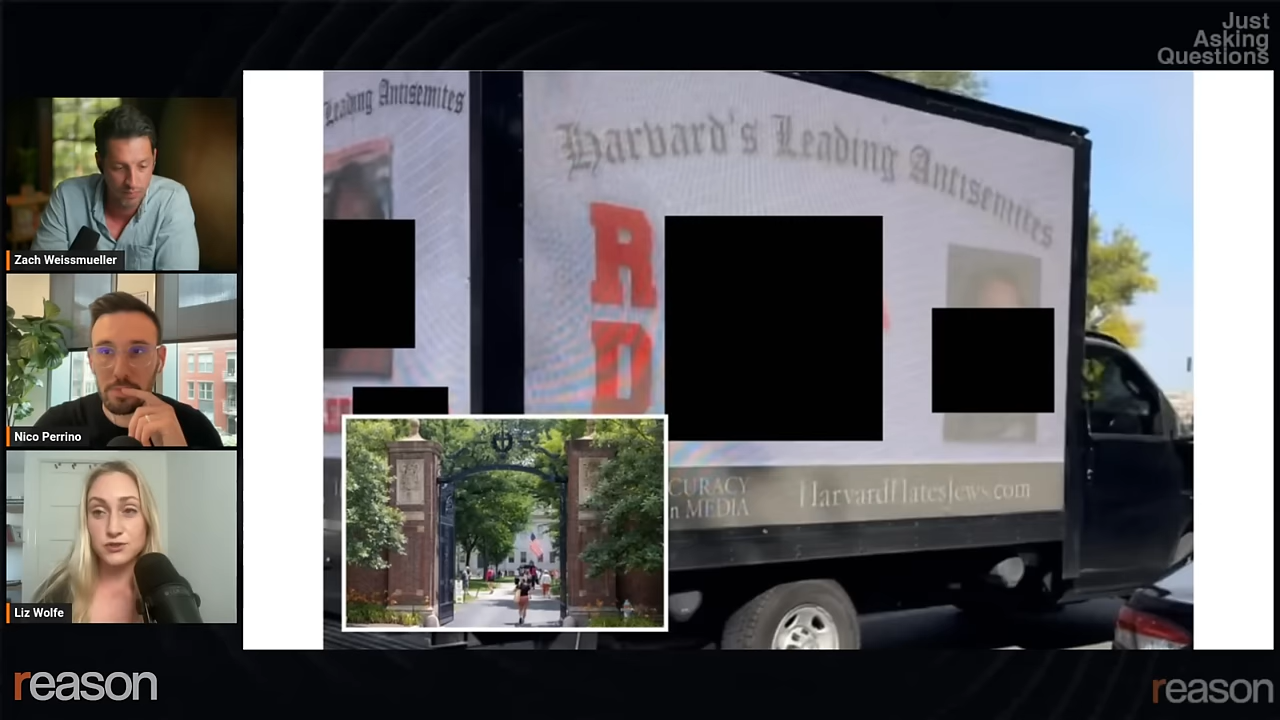 Just
Asking
Questions
Leading Antisemites
Harvard's Leading Antisemites
R
D
CURACY
n MEDIA
HarvardHatesJews.com
Zach Weissmueller
Nico Perrino
Liz Wolfe
reason
reason